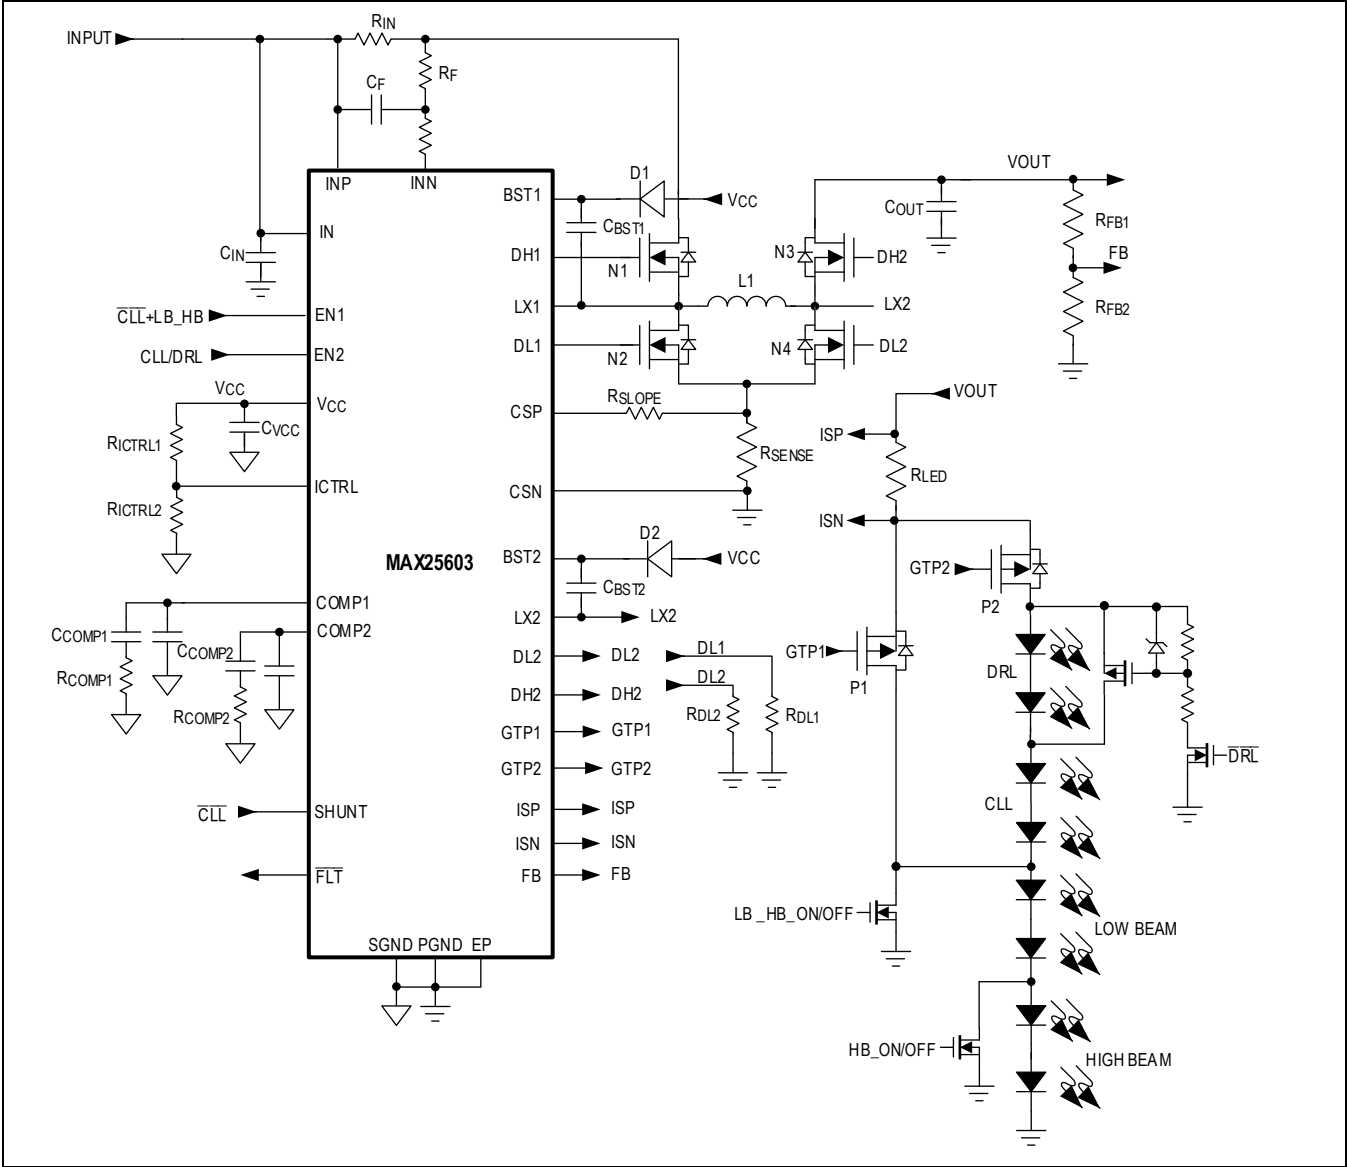 RIN
INPUT
RF
CF
INP
INN
D1
VOUT
BST1
VCC
COUT
CBST1
RFB1
IN
CIN
N3
FB
DH1
DH2
N1
L1
LX1
LX2
RFB2
C̅L̅L̅+LB_HB
EN1
DL1
N2
N4
DL2
CLL/DRL
EN2
VCC
VCC
RSLOPE
VOUT
CSP
CVCC
ISP
RICTRL1
RSENSE
RLED
ICTRL
CSN
RICTRL2
ISN
D2
MAX25603
BST2
VCC
GTP2
CBST2
COMP1
P2
LX2
LX2
CCOMP1
COMP2
CCOMP2
DL2
DL2
DL1
GTP1
DRL
RCOMP1
DL2
DH2
DH2
P1
RCOMP2
RDL2
RDL1
GTP1
GTP1
D̅R̅L̅
GTP2
GTP2
CLL
C̅L̅L̅
SHUNT
ISP
ISP
ISN
ISN
F̅L̅T̅
FB
FB
LB_HB_ON/OFF
LOW BEAM
SGND PGND EP
HB_ON/OFF
HIGH BEAM